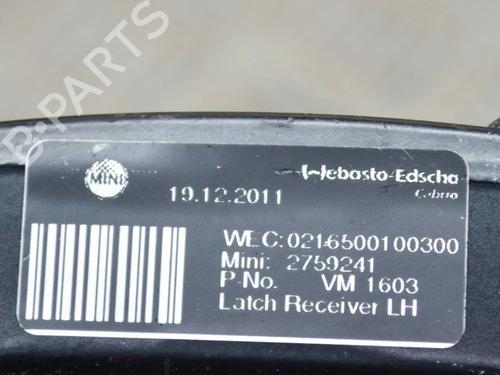 B-PARTS
MINI
Webasto-Edscha
Cabrio
19.12.2011
WEC:0216500100300
Mini: 2759241
P-No. VM 1603
Latch Receiver LH